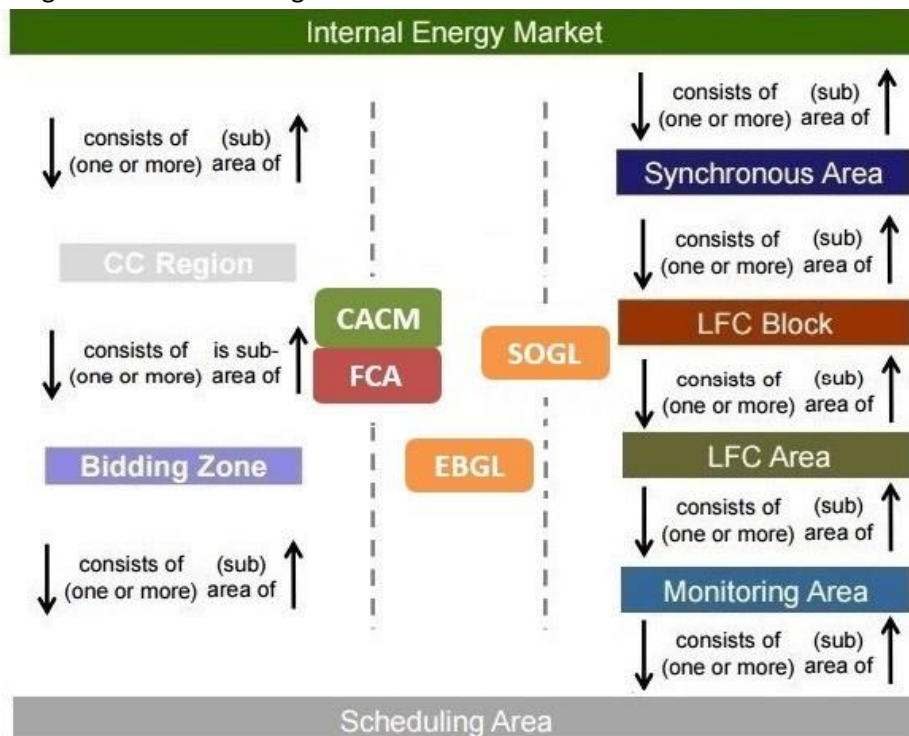 Internal Energy Market
consists of (sub)
(one or more) area of
consists of (sub)
(one or more) area of
Synchronous Area
consists of (sub)
(one or more) area of
CC Region
CACM
LFC Block
SOGL
consists of is sub-
(one or more) area of
FCA
consists of (sub)
(one or more) area of
Bidding Zone
EBGL
LFC Area
consists of (sub)
(one or more) area of
consists of (sub)
(one or more) area of
Monitoring Area
consists of (sub)
(one or more) area of
Scheduling Area